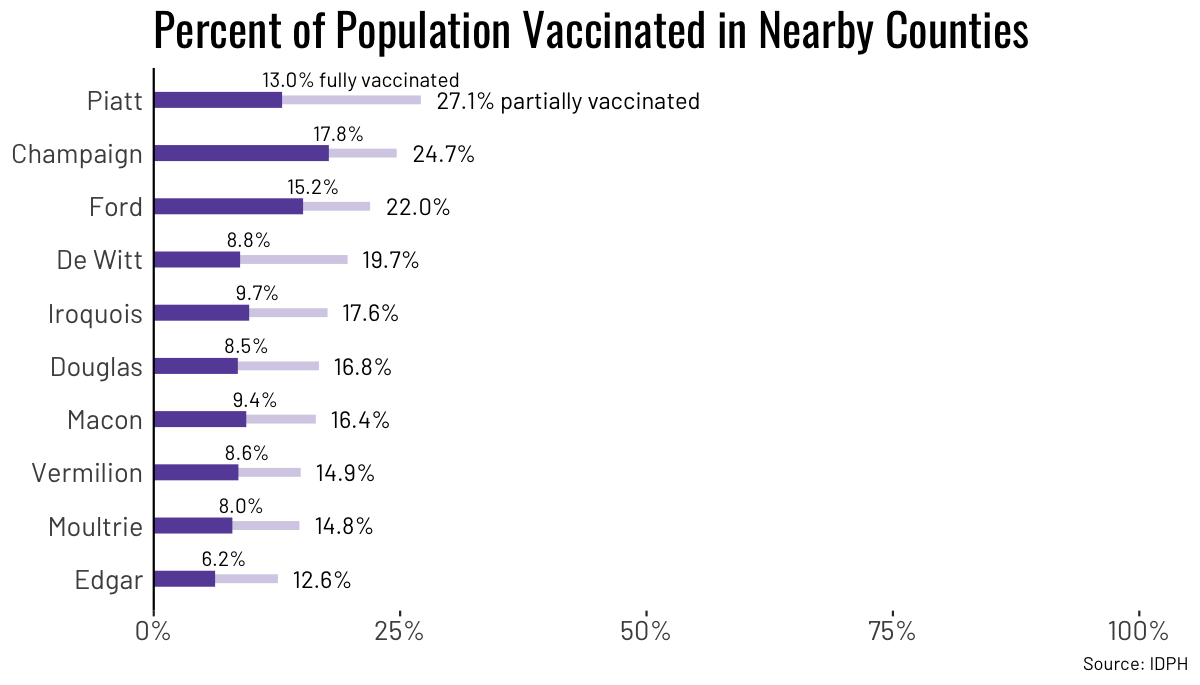 Percent of Population Vaccinated in Nearby Counties
13.0% fully vaccinated
Piatt 27.1% partially vaccinated
17.8%
Champaign 24.7%
15.2%
Ford 22.0%
8.8%
De Witt 19.7%
9.7%
Iroquois 17.6%
8.5%
Douglas 16.8%
9.4%
Macon 16.4%
8.6%
Vermilion 14.9%
8.0%
Moultrie 14.8%
6.2%
Edgar 12.6%
0% 25% 50% 75% 100%
Source: IDPH